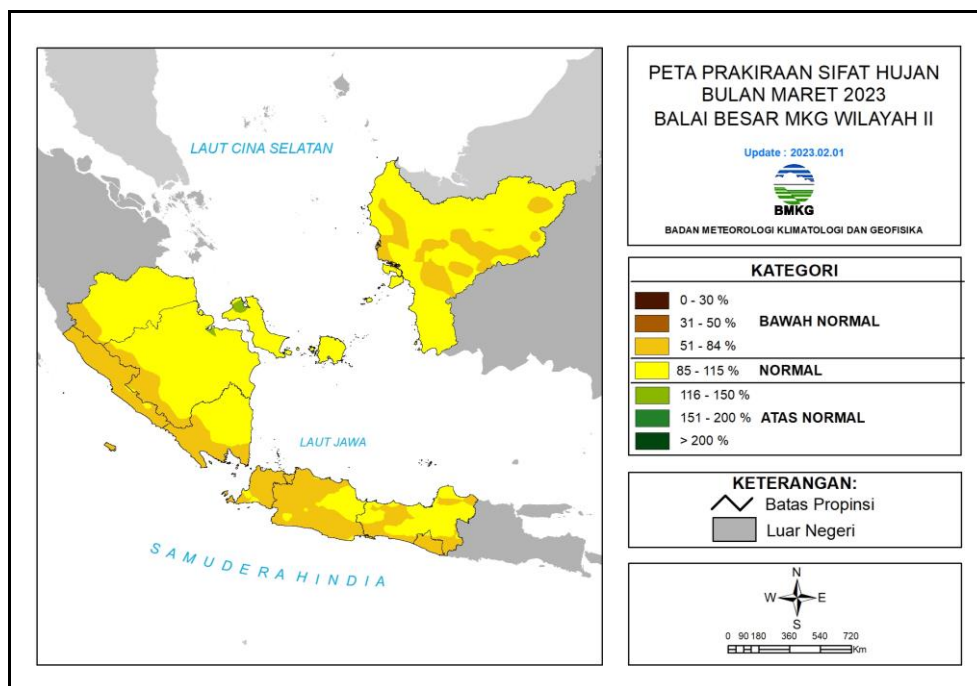 LAUT CINA SELATAN
LAUT JAWA
SAMUDERA HINDIA
PETA PRAKIRAAN SIFAT HUJAN
BULAN MARET 2023
BALAI BESAR MKG WILAYAH II
Update : 2023.02.01
BMKG
BADAN METEOROLOGI KLIMATOLOGI DAN GEOFISIKA
KATEGORI
0 - 30 %
31 - 50 % BAWAH NORMAL
51 - 84 %
85 - 115 % NORMAL
116 - 150 %
151 - 200 % ATAS NORMAL
> 200 %
KETERANGAN:
Batas Propinsi
Luar Negeri
N
W E
S
0 90 180 360 540 720
Km